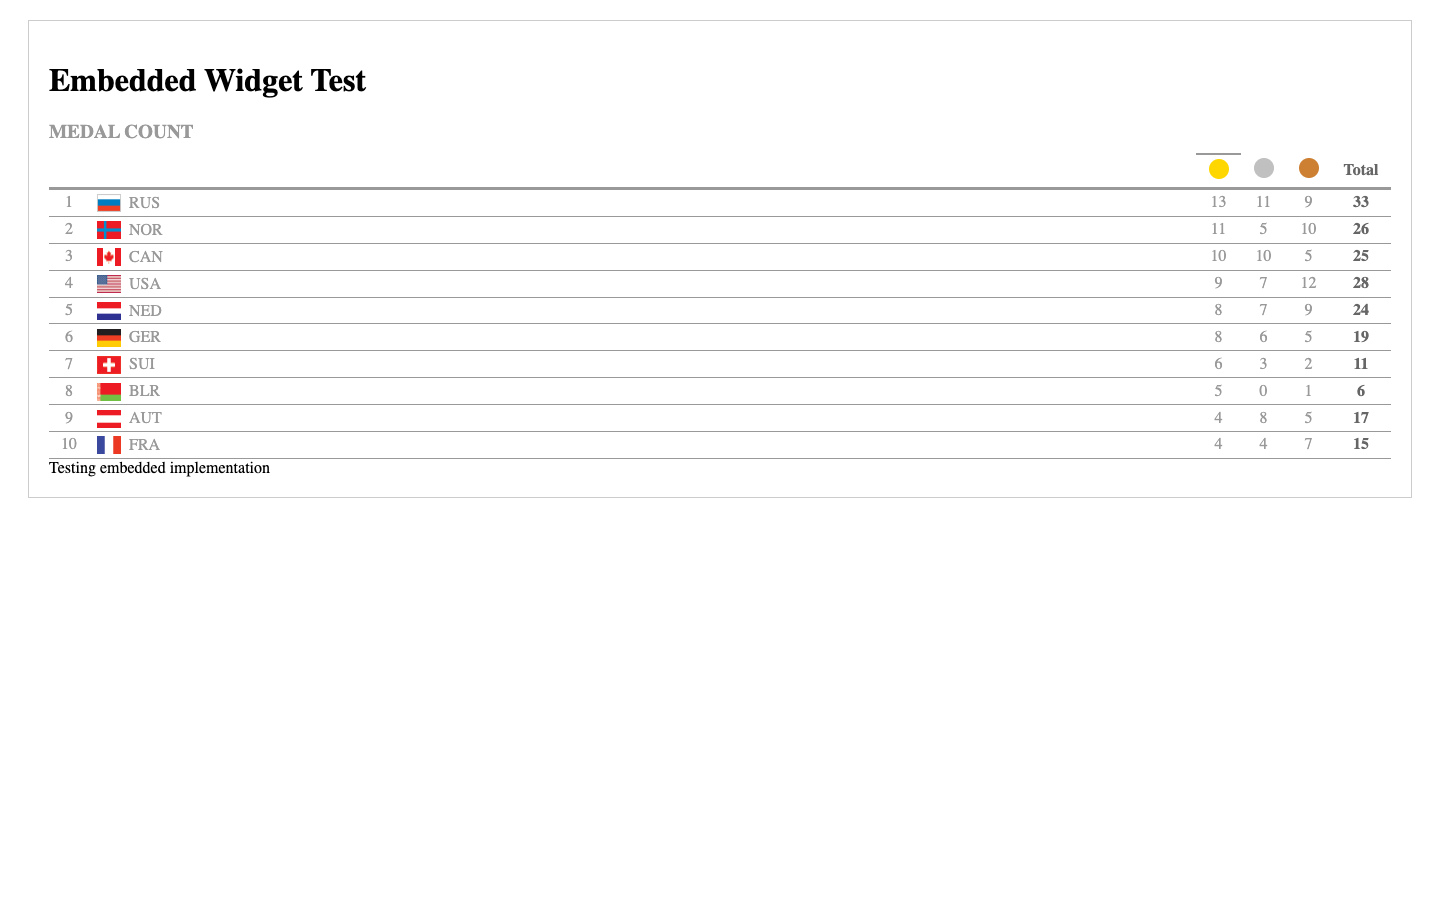 Embedded Widget Test
MEDAL COUNT
Total
1 RUS 13 11 9 33
2 NOR 11 5 10 26
3 CAN 10 10 5 25
4 USA 9 7 12 28
5 NED 8 7 9 24
6 GER 8 6 5 19
7 SUI 6 3 2 11
8 BLR 5 0 1 6
9 AUT 4 8 5 17
10 FRA 4 4 7 15
Testing embedded implementation